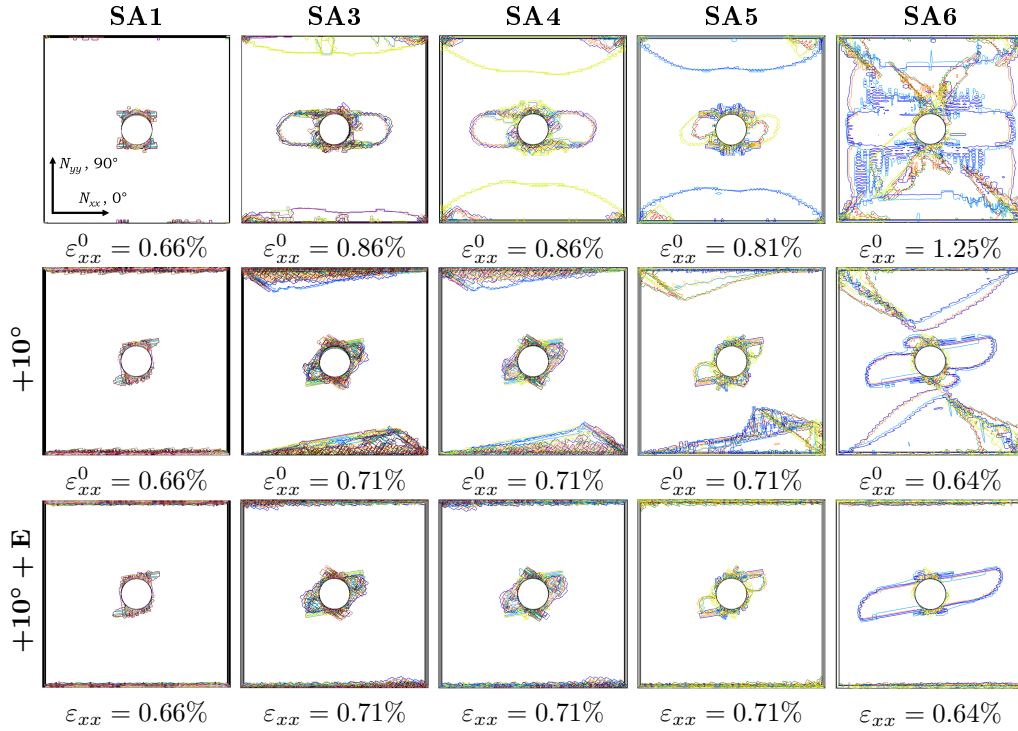 SA1 SA3 SA4 SA5 SA6
N_yy, 90°
N_xx, 0°
ε⁰_xx = 0.66% ε⁰_xx = 0.86% ε⁰_xx = 0.86% ε⁰_xx = 0.81% ε⁰_xx = 1.25%
+10°
ε⁰_xx = 0.66% ε⁰_xx = 0.71% ε⁰_xx = 0.71% ε⁰_xx = 0.71% ε⁰_xx = 0.64%
+10° + E
ε_xx = 0.66% ε_xx = 0.71% ε_xx = 0.71% ε_xx = 0.71% ε_xx = 0.64%